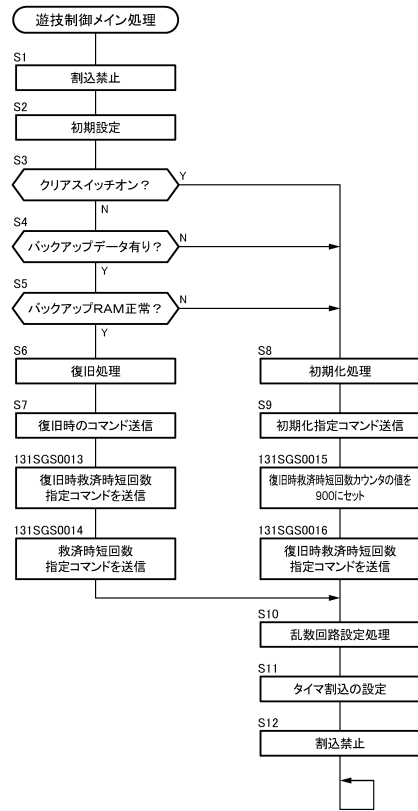 遊技制御メイン処理
S1
割込禁止
S2
初期設定
S3
クリアスイッチオン？
Y
N
S4
バックアップデータ有り？
N
Y
S5
バックアップRAM正常？
N
Y
S6
復旧処理
S7
復旧時のコマンド送信
131SGS0013
復旧時救済時短回数
指定コマンドを送信
131SGS0014
救済時短回数
指定コマンドを送信
S8
初期化処理
S9
初期化指定コマンド送信
131SGS0015
復旧時救済時短回数カウンタの値を
900にセット
131SGS0016
復旧時救済時短回数
指定コマンドを送信
S10
乱数回路設定処理
S11
タイマ割込の設定
S12
割込禁止